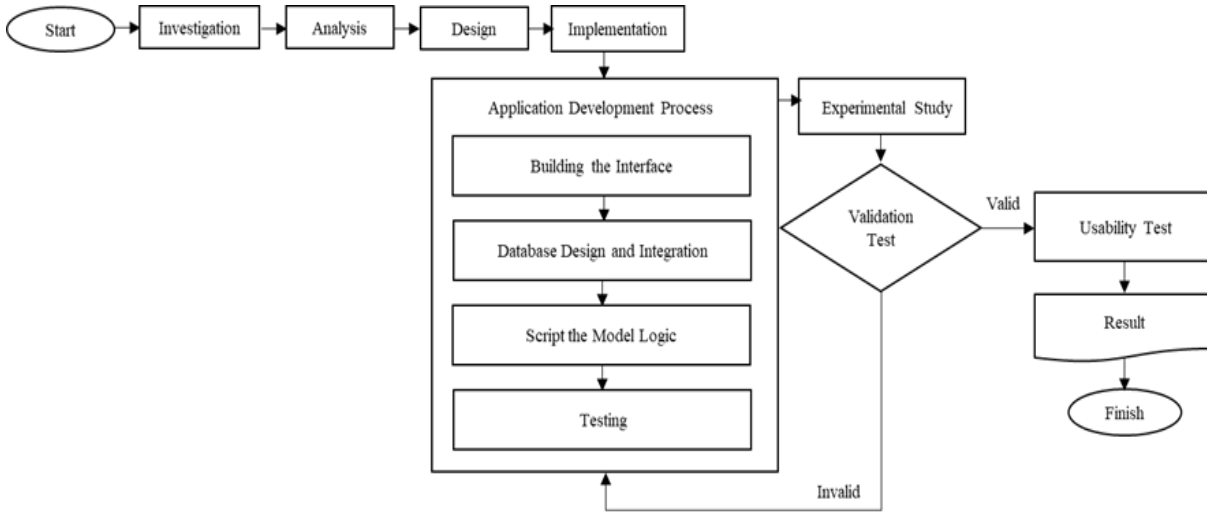 Start
Investigation
Analysis
Design
Implementation
Application Development Process
Building the Interface
Database Design and Integration
Script the Model Logic
Testing
Experimental Study
Validation
Test
Valid
Invalid
Usability Test
Result
Finish